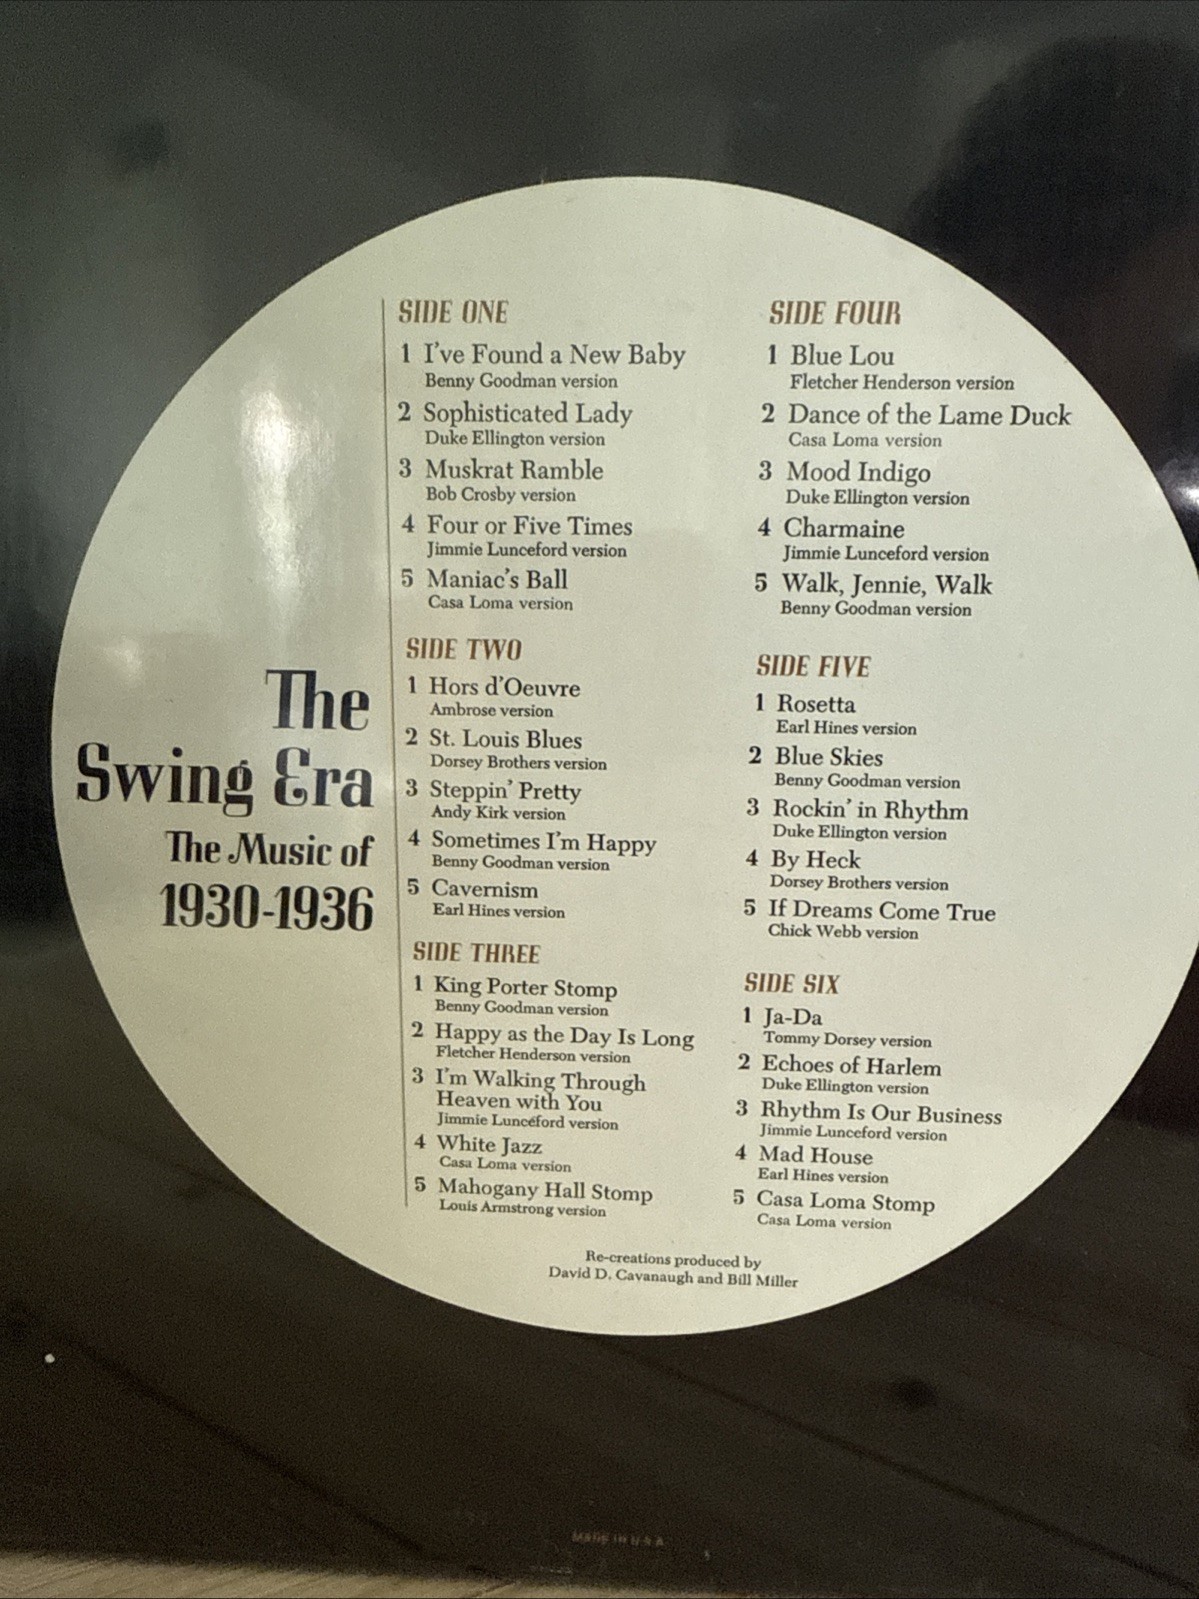 The
Swing Era
The Music of
1930-1936
SIDE ONE
1 I've Found a New Baby
Benny Goodman version
2 Sophisticated Lady
Duke Ellington version
3 Muskrat Ramble
Bob Crosby version
4 Four or Five Times
Jimmie Lunceford version
5 Maniac's Ball
Casa Loma version
SIDE TWO
1 Hors d'Oeuvre
Ambrose version
2 St. Louis Blues
Dorsey Brothers version
3 Steppin' Pretty
Andy Kirk version
4 Sometimes I'm Happy
Benny Goodman version
5 Cavernism
Earl Hines version
SIDE THREE
1 King Porter Stomp
Benny Goodman version
2 Happy as the Day Is Long
Fletcher Henderson version
3 I'm Walking Through
Heaven with You
Jimmie Lunceford version
4 White Jazz
Casa Loma version
5 Mahogany Hall Stomp
Louis Armstrong version
SIDE FOUR
1 Blue Lou
Fletcher Henderson version
2 Dance of the Lame Duck
Casa Loma version
3 Mood Indigo
Duke Ellington version
4 Charmaine
Jimmie Lunceford version
5 Walk, Jennie, Walk
Benny Goodman version
SIDE FIVE
1 Rosetta
Earl Hines version
2 Blue Skies
Benny Goodman version
3 Rockin' in Rhythm
Duke Ellington version
4 By Heck
Dorsey Brothers version
5 If Dreams Come True
Chick Webb version
SIDE SIX
1 Ja-Da
Tommy Dorsey version
2 Echoes of Harlem
Duke Ellington version
3 Rhythm Is Our Business
Jimmie Lunceford version
4 Mad House
Earl Hines version
5 Casa Loma Stomp
Casa Loma version
Re-creations produced by
David D. Cavanaugh and Bill Miller
MADE IN U.S.A